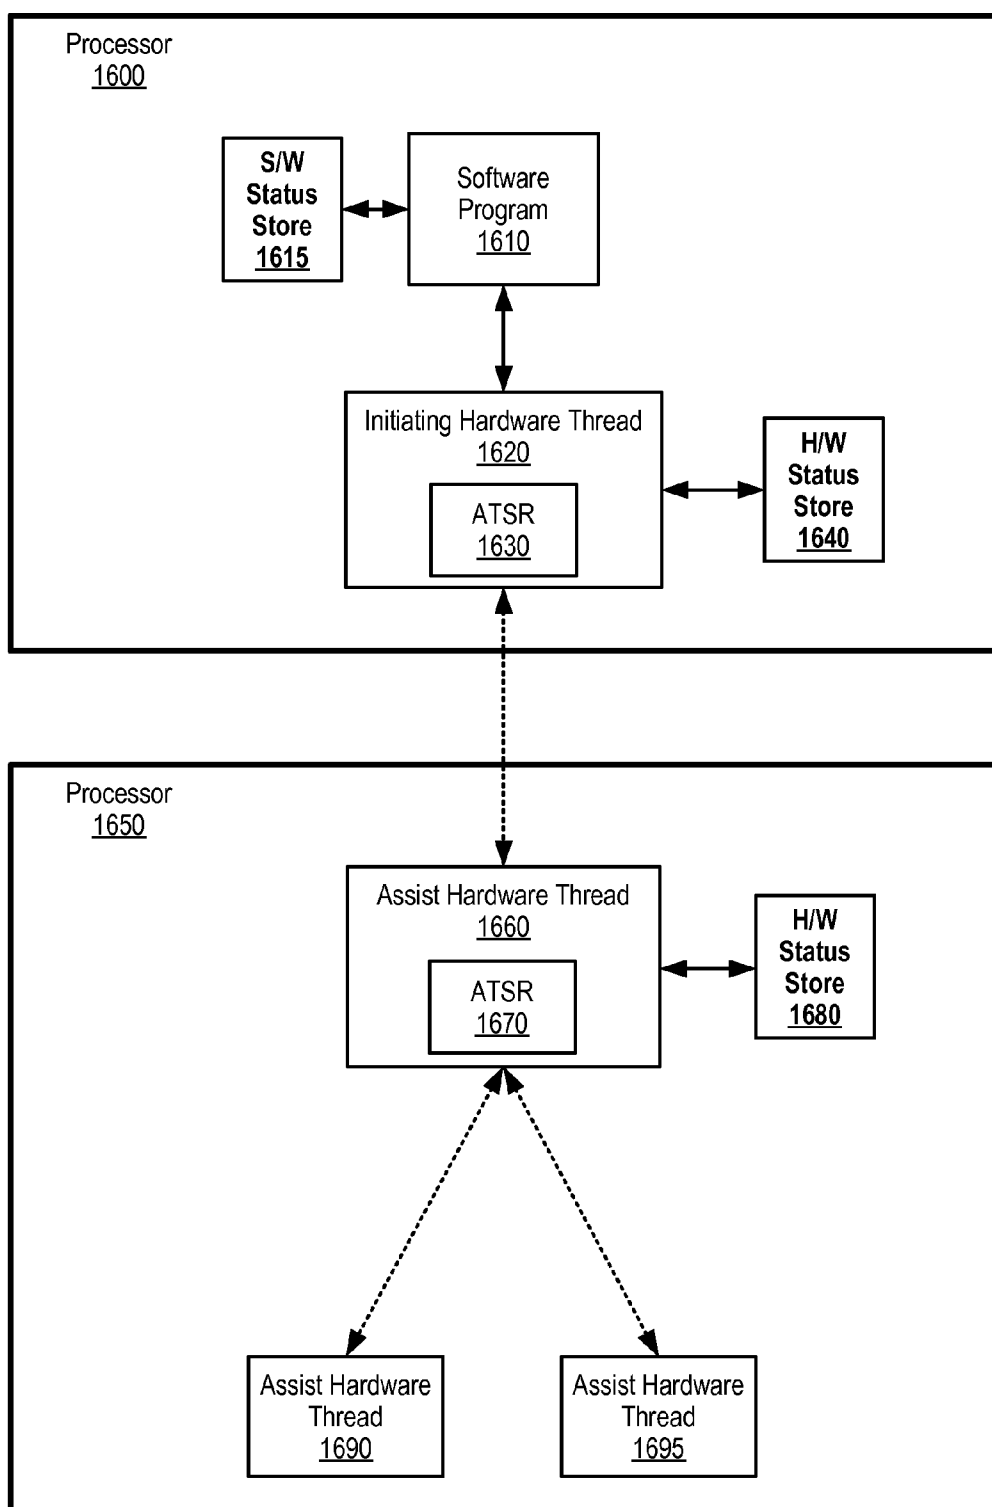 Processor
1600
S/W
Status
Store
1615
Software
Program
1610
Initiating Hardware Thread
1620
ATSR
1630
H/W
Status
Store
1640
Processor
1650
Assist Hardware Thread
1660
ATSR
1670
H/W
Status
Store
1680
Assist Hardware
Thread
1690
Assist Hardware
Thread
1695